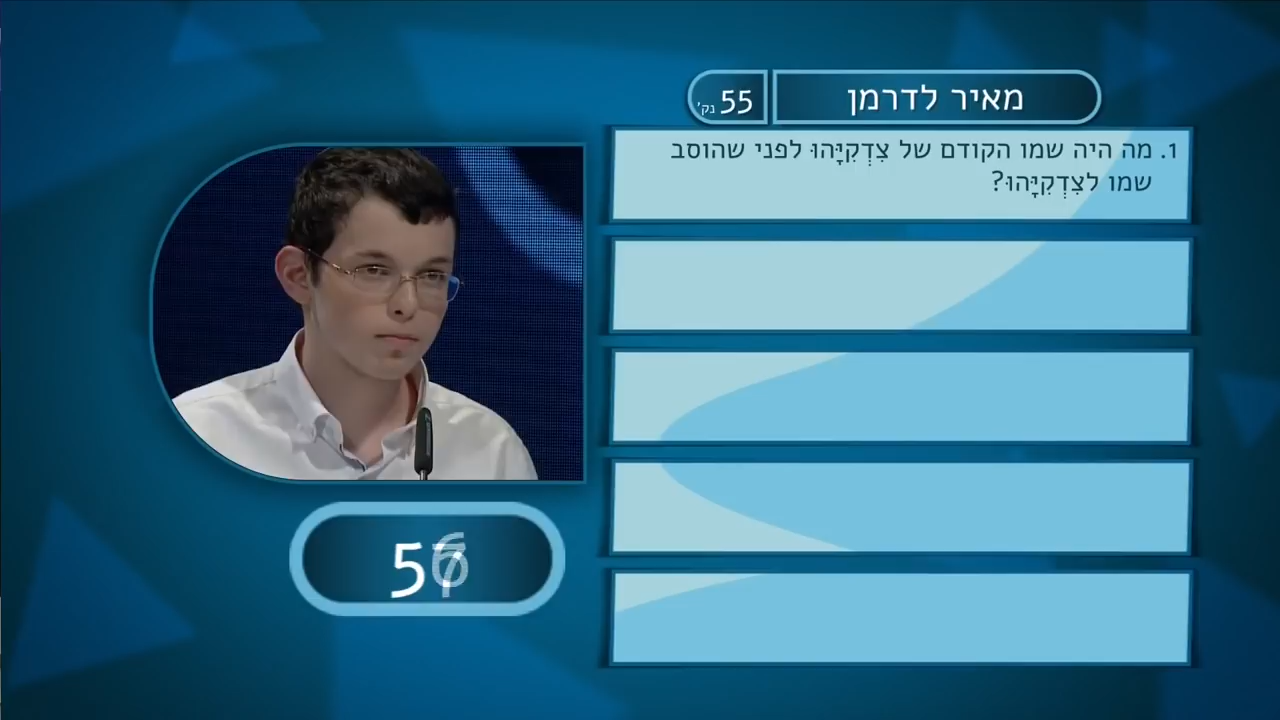 מאיר לדרמן
55 נק'
1. מה היה שמו הקודם של צִדְקִיָּהוּ לפני שהוסב
שמו לצִדְקִיָּהוּ?